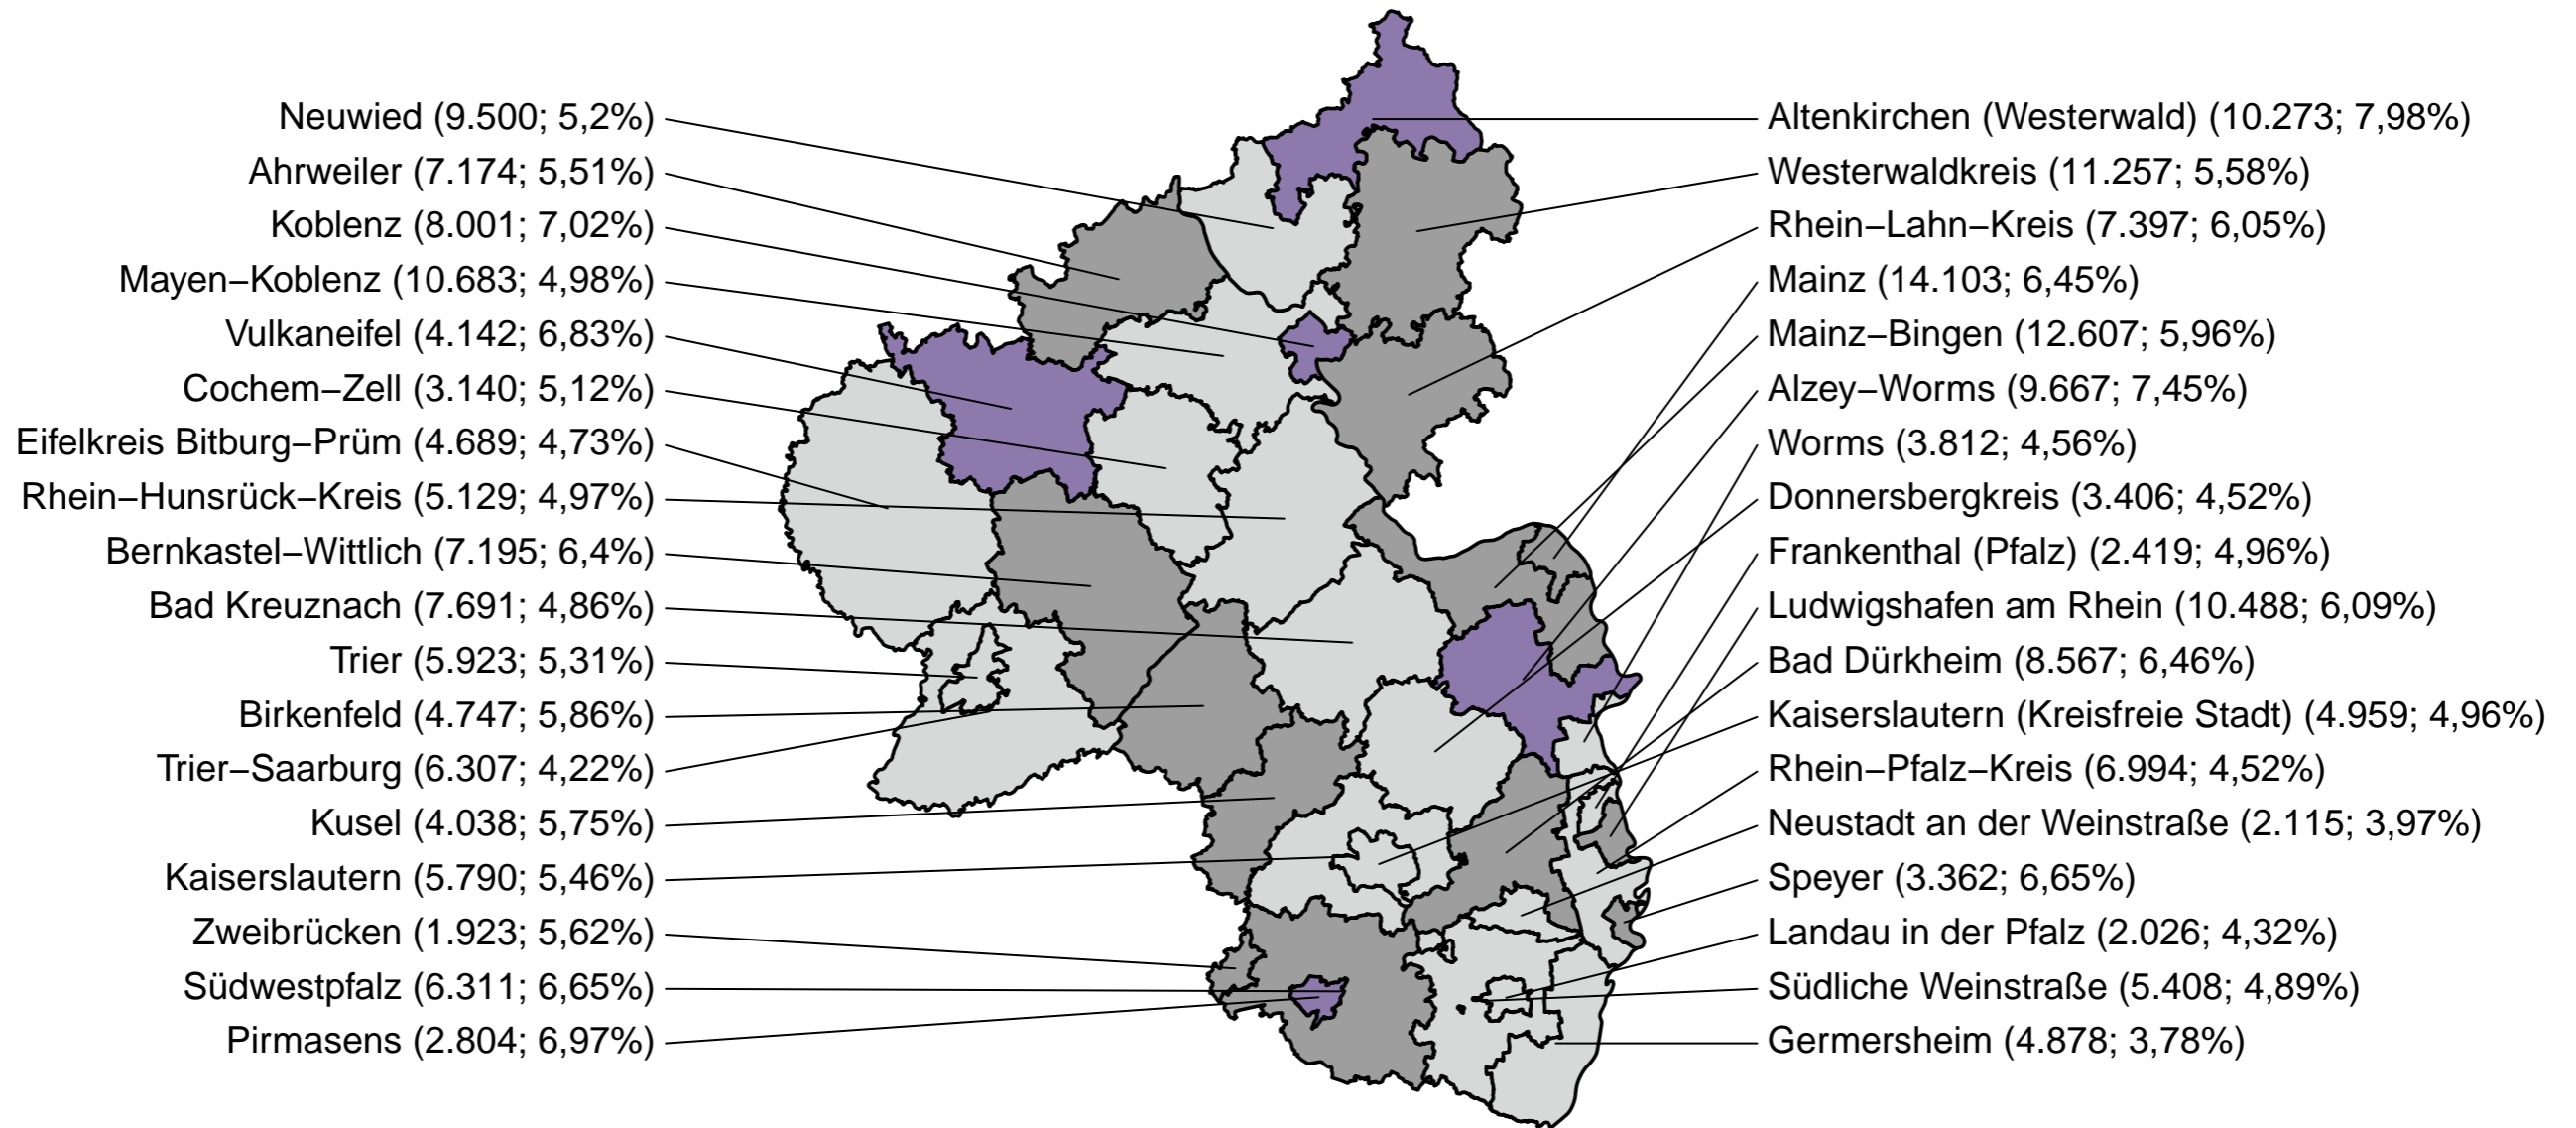 Neuwied (9.500; 5,2%)
Ahrweiler (7.174; 5,51%)
Koblenz (8.001; 7,02%)
Mayen−Koblenz (10.683; 4,98%)
Vulkaneifel (4.142; 6,83%)
Cochem−Zell (3.140; 5,12%)
Eifelkreis Bitburg−Prüm (4.689; 4,73%)
Rhein−Hunsrück−Kreis (5.129; 4,97%)
Bernkastel−Wittlich (7.195; 6,4%)
Bad Kreuznach (7.691; 4,86%)
Trier (5.923; 5,31%)
Birkenfeld (4.747; 5,86%)
Trier−Saarburg (6.307; 4,22%)
Kusel (4.038; 5,75%)
Kaiserslautern (5.790; 5,46%)
Zweibrücken (1.923; 5,62%)
Südwestpfalz (6.311; 6,65%)
Pirmasens (2.804; 6,97%)
Altenkirchen (Westerwald) (10.273; 7,98%)
Westerwaldkreis (11.257; 5,58%)
Rhein−Lahn−Kreis (7.397; 6,05%)
Mainz (14.103; 6,45%)
Mainz−Bingen (12.607; 5,96%)
Alzey−Worms (9.667; 7,45%)
Worms (3.812; 4,56%)
Donnersbergkreis (3.406; 4,52%)
Frankenthal (Pfalz) (2.419; 4,96%)
Ludwigshafen am Rhein (10.488; 6,09%)
Bad Dürkheim (8.567; 6,46%)
Kaiserslautern (Kreisfreie Stadt) (4.959; 4,96%)
Rhein−Pfalz−Kreis (6.994; 4,52%)
Neustadt an der Weinstraße (2.115; 3,97%)
Speyer (3.362; 6,65%)
Landau in der Pfalz (2.026; 4,32%)
Südliche Weinstraße (5.408; 4,89%)
Germersheim (4.878; 3,78%)